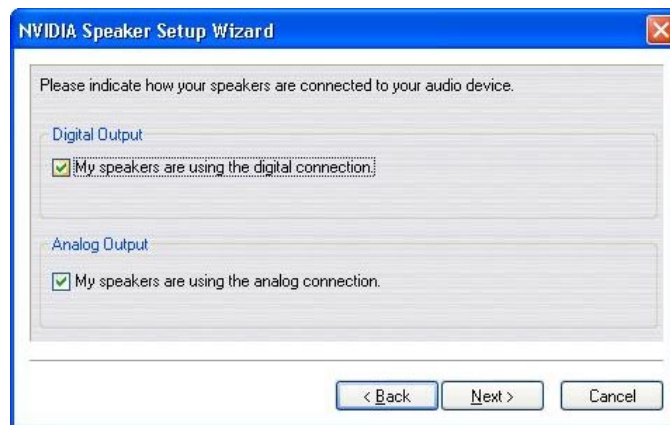 NVIDIA Speaker Setup Wizard
Please indicate how your speakers are connected to your audio device.
Digital Output
My speakers are using the digital connection.
Analog Output
My speakers are using the analog connection.
< Back Next > Cancel